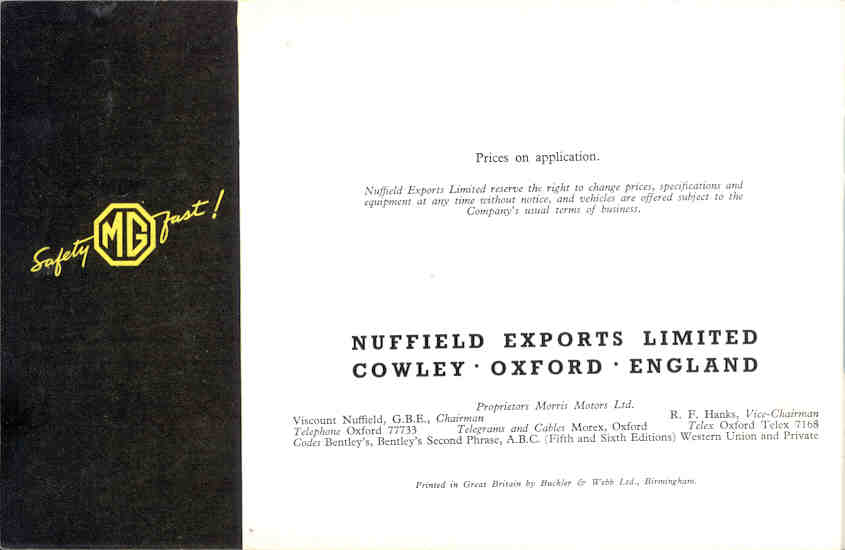 Safety MG fast!
Prices on application.
Nuffield Exports Limited reserve the right to change prices, specifications and
equipment at any time without notice, and vehicles are offered subject to the
Company's usual terms of business.
NUFFIELD EXPORTS LIMITED
COWLEY · OXFORD · ENGLAND
Proprietors Morris Motors Ltd.
Viscount Nuffield, G.B.E., Chairman R. F. Hanks, Vice-Chairman
Telephone Oxford 77733 Telegrams and Cables Morex, Oxford Telex Oxford Telex 7168
Codes Bentley's, Bentley's Second Phrase, A.B.C. (Fifth and Sixth Editions) Western Union and Private
Printed in Great Britain by Buckler & Webb Ltd., Birmingham.